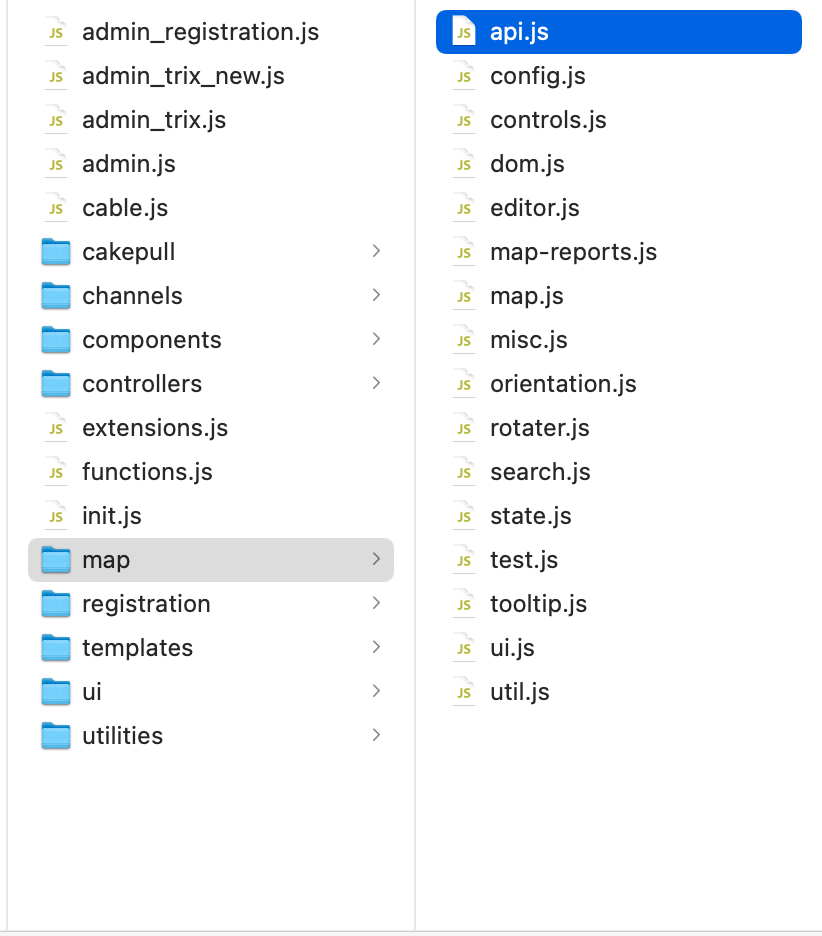 admin_registration.js
admin_trix_new.js
admin_trix.js
admin.js
cable.js
cakepull
channels
components
controllers
extensions.js
functions.js
init.js
map
registration
templates
ui
utilities
api.js
config.js
controls.js
dom.js
editor.js
map-reports.js
map.js
misc.js
orientation.js
rotater.js
search.js
state.js
test.js
tooltip.js
ui.js
util.js